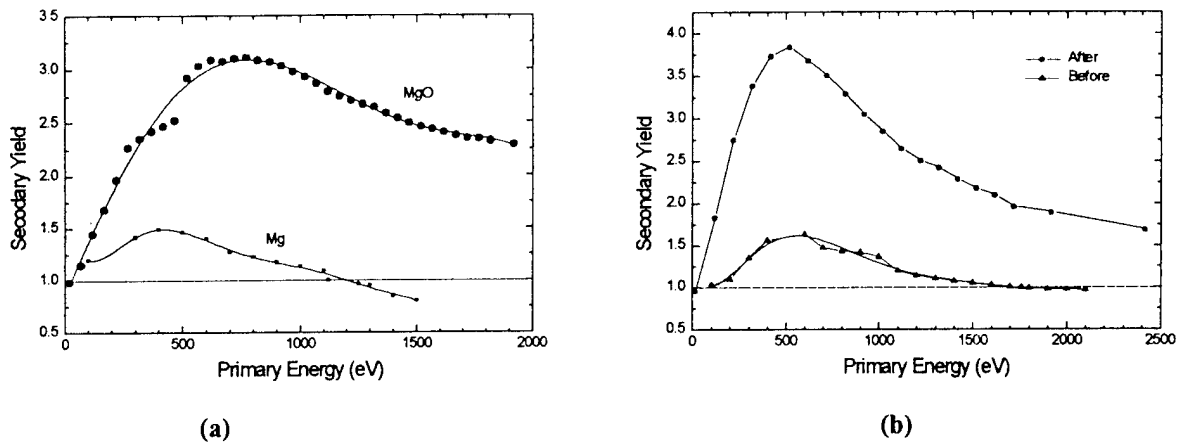 3.5
3.0
2.5
2.0
1.5
1.0
0.5
Secodary Yield
MgO
Mg
0 500 1000 1500 2000
Primary Energy (eV)
(a)
4.0
3.5
3.0
2.5
2.0
1.5
1.0
0.5
Secondary Yield
After
Before
0 500 1000 1500 2000 2500
Primary Energy (eV)
(b)